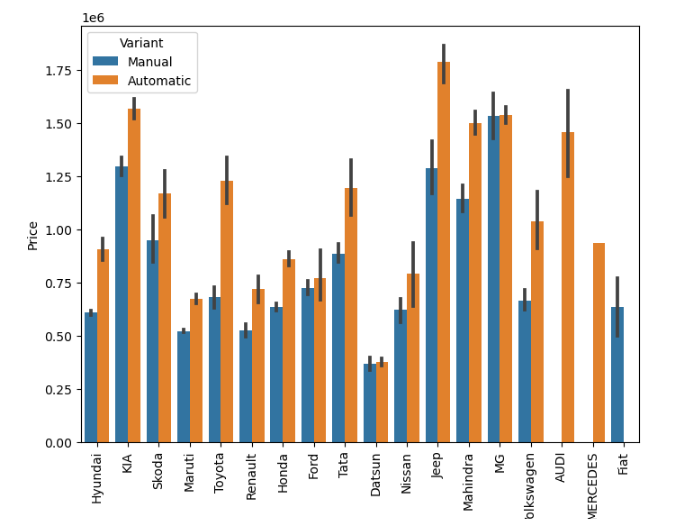 1e6
Variant
Manual
Automatic
Price
1.75
1.50
1.25
1.00
0.75
0.50
0.25
0.00
Hyundai
KIA
Skoda
Maruti
Toyota
Renault
Honda
Ford
Tata
Datsun
Nissan
Jeep
Mahindra
MG
olkswagen
AUDI
MERCEDES
Fiat